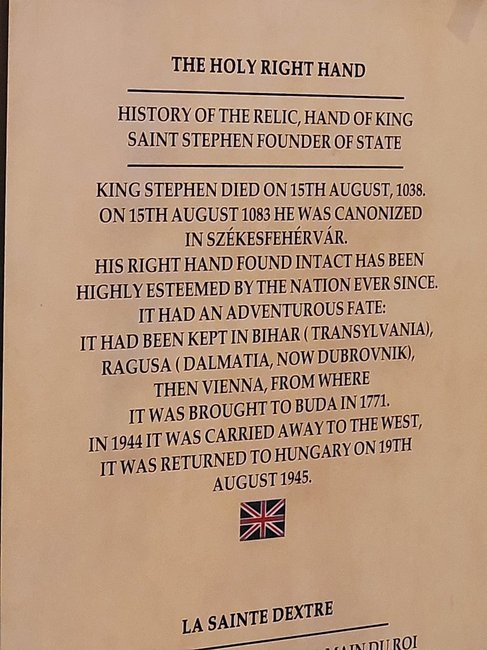 THE HOLY RIGHT HAND
HISTORY OF THE RELIC, HAND OF KING
SAINT STEPHEN FOUNDER OF STATE
KING STEPHEN DIED ON 15TH AUGUST, 1038.
ON 15TH AUGUST 1083 HE WAS CANONIZED
IN SZÉKESFEHÉRVÁR.
HIS RIGHT HAND FOUND INTACT HAS BEEN
HIGHLY ESTEEMED BY THE NATION EVER SINCE.
IT HAD AN ADVENTUROUS FATE:
IT HAD BEEN KEPT IN BIHAR ( TRANSYLVANIA),
RAGUSA ( DALMATIA, NOW DUBROVNIK),
THEN VIENNA, FROM WHERE
IT WAS BROUGHT TO BUDA IN 1771.
IN 1944 IT WAS CARRIED AWAY TO THE WEST,
IT WAS RETURNED TO HUNGARY ON 19TH
AUGUST 1945.
LA SAINTE DEXTRE
MAIN DU ROI